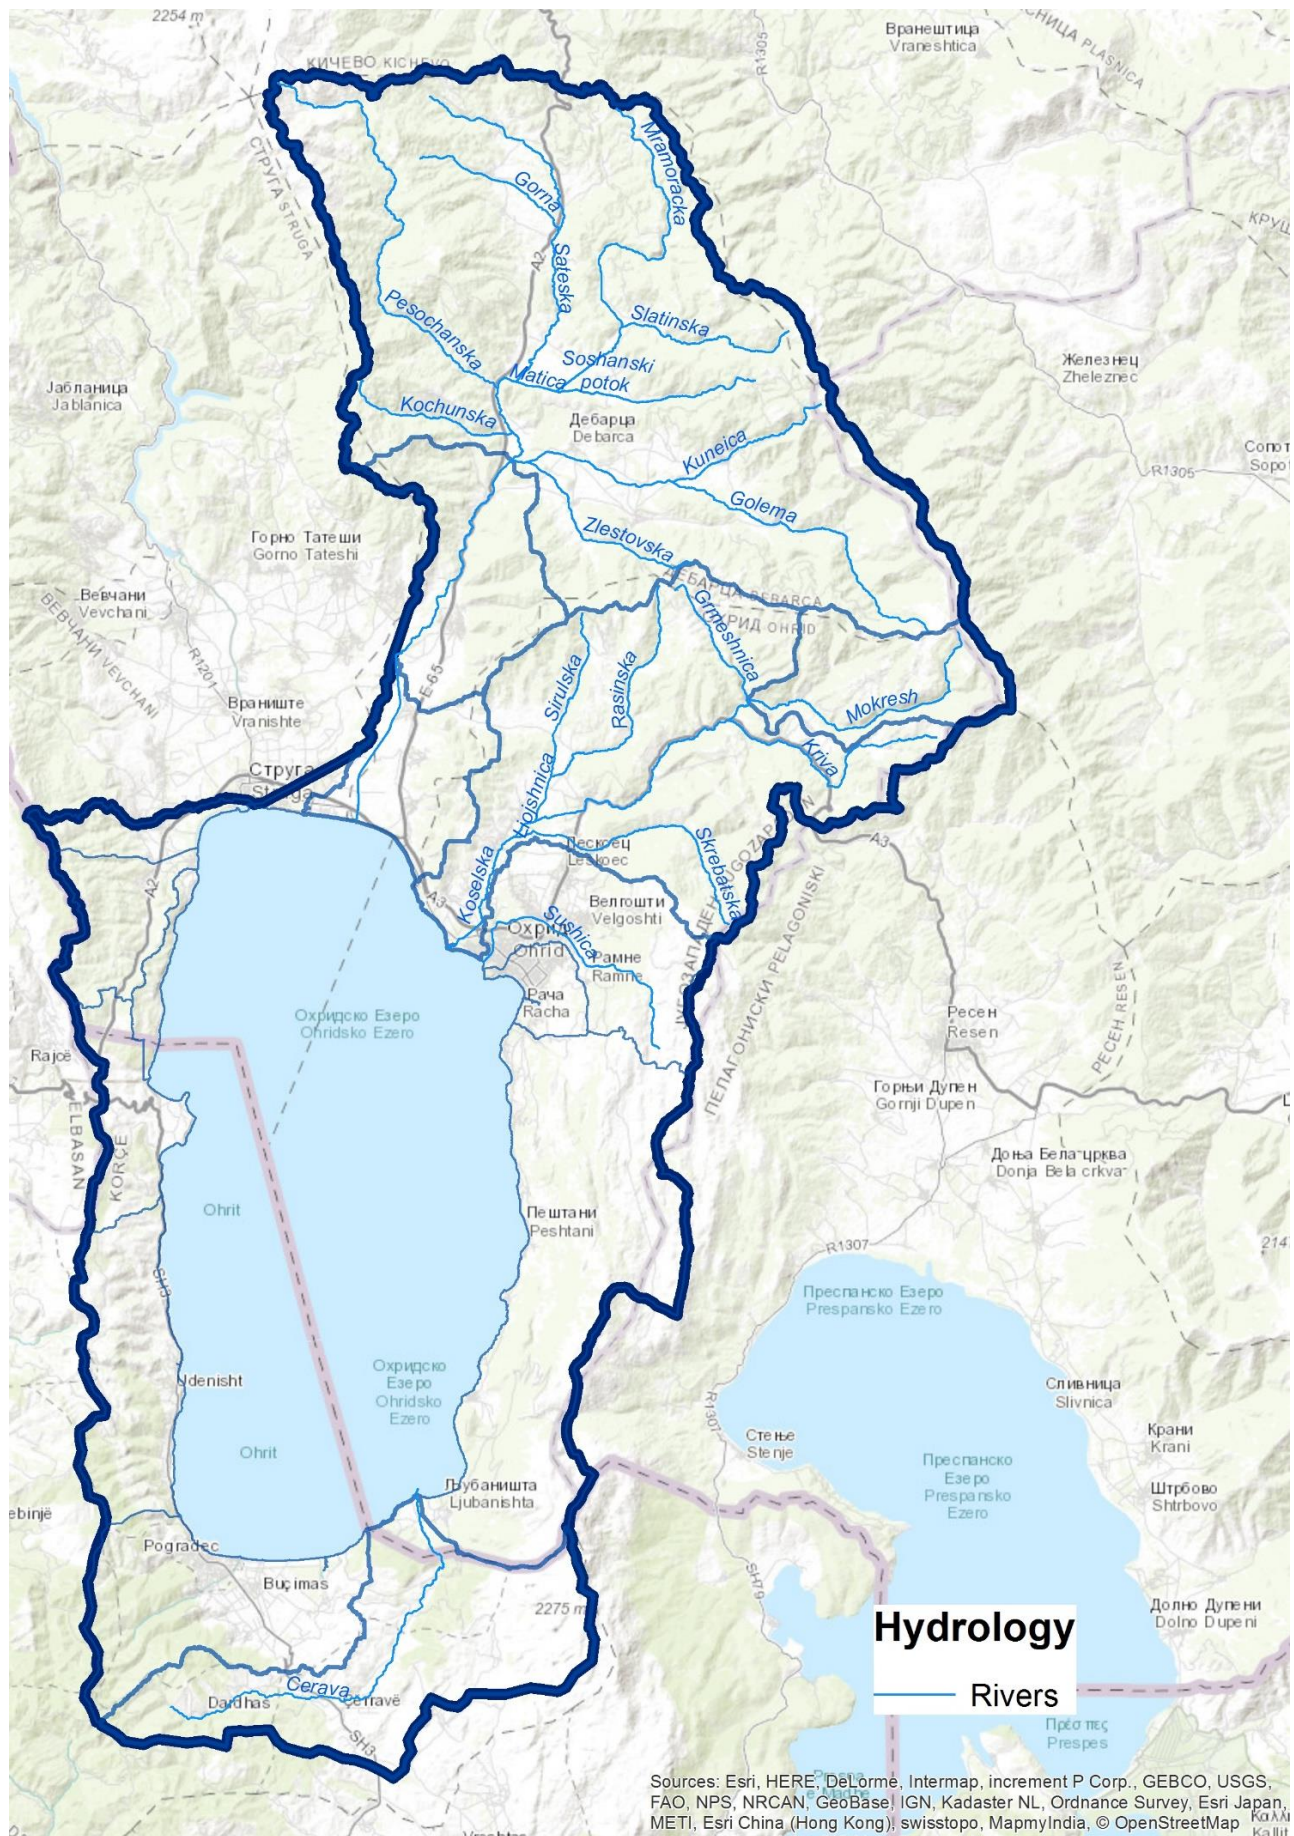 2254 m
Вранештица
Vraneshtica
PLASNICA
R1305
КИЧЕВО KICHEVO
СТРУГА STRUGA
Mramoracka
Gorna
A2
Sateska
Pesochanska
Slatinska
Soshanski
potok
Matica
Железнец
Zheleznec
Јабланица
Jablanica
Kochunska
Дебарца
Debarca
Kuneica
R1305
Golema
Горно Татеши
Gorno Tateshi
Zlestovska
ДЕБАРЦА DEBARCA
ОХРИД OHRID
Вевчани
Vevchani
ВЕВЧАНИ VEVCHANI
R1201
Grmeshnica
Sirulska
Rasinska
E-65
Mokresh
Kriva
Враниште
Vranishte
Струга
Struga
Hoishnica
Лескоец
Leskoec
Skrebatska
A3
A2
A3
Koselska
Велгошти
Velgoshti
Sushica
Охрид
Ohrid
Рамне
Ramne
Рача
Racha
ПЕЛАГОНИСКИ PELAGONISKI
РЕСЕН RESEN
Ресен
Resen
Охридско Езеро
Ohridsko Ezero
Rajcë
ELBASAN
KORÇE
Горњи Дупен
Gornji Dupen
Доња Бела црква
Donja Bela crkva
Ohrit
Пештани
Peshtani
R1307
SH3
Преспанско Езеро
Prespansko Ezero
Udenisht
Охридско
Езеро
Ohridsko
Ezero
R1307
Сливница
Slivnica
Стење
Stenje
Крани
Krani
Ohrit
Преспанско
Езеро
Prespansko
Ezero
Љубаништа
Ljubanishta
Штрбово
Shtrbovo
Pogradec
Buçimas
SH79
2275 m
Долно Дупени
Dolno Dupeni
Hydrology
Rivers
Cerava
Dardhas
SH3
Πρέσπες
Prespes
Sources: Esri, HERE, DeLorme, Intermap, increment P Corp., GEBCO, USGS,
FAO, NPS, NRCAN, GeoBase, IGN, Kadaster NL, Ordnance Survey, Esri Japan,
METI, Esri China (Hong Kong), swisstopo, MapmyIndia, © OpenStreetMap